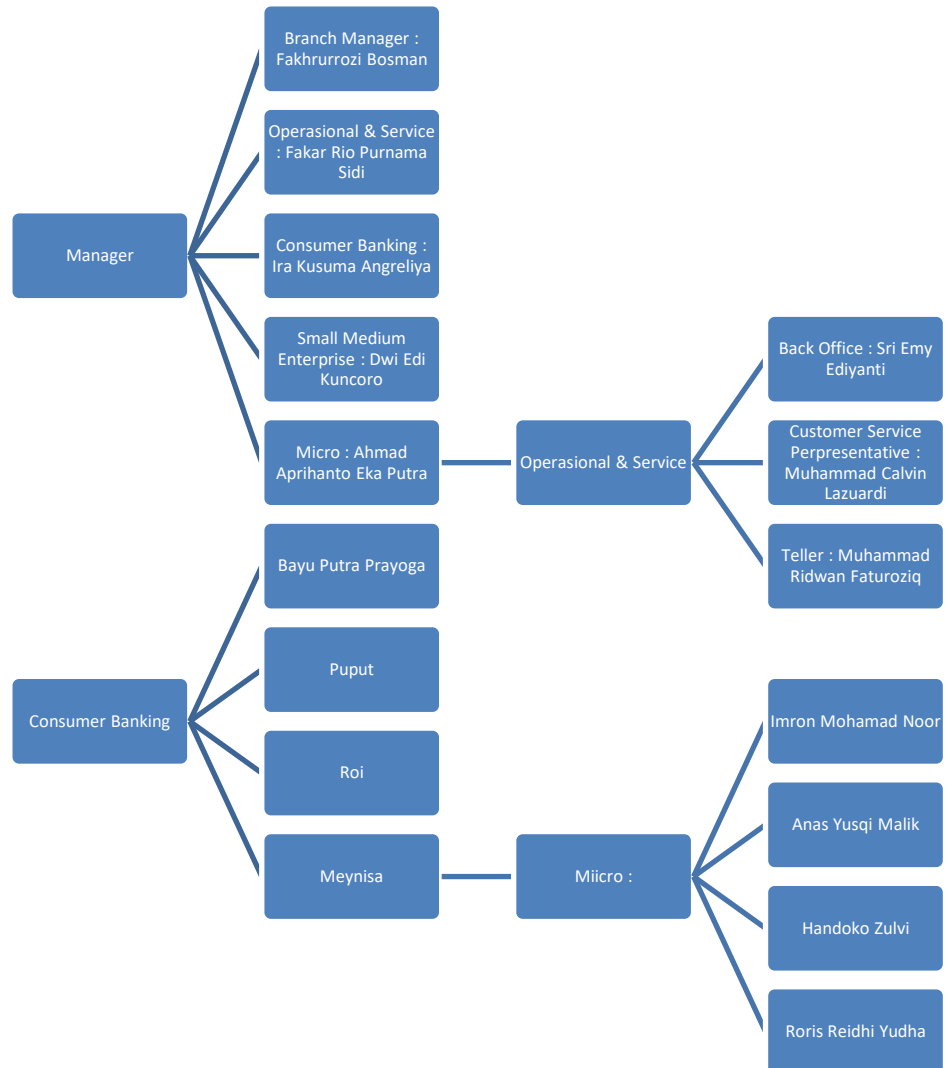 Manager
Branch Manager :
Fakhrurrozi Bosman
Operasional & Service
: Fakar Rio Purnama
Sidi
Consumer Banking :
Ira Kusuma Angreliya
Small Medium
Enterprise : Dwi Edi
Kuncoro
Micro : Ahmad
Aprihanto Eka Putra
Operasional & Service
Back Office : Sri Emy
Ediyanti
Customer Service
Perpresentative :
Muhammad Calvin
Lazuardi
Teller : Muhammad
Ridwan Faturoziq
Consumer Banking
Bayu Putra Prayoga
Puput
Roi
Meynisa
Miicro :
Imron Mohamad Noor
Anas Yusqi Malik
Handoko Zulvi
Roris Reidhi Yudha